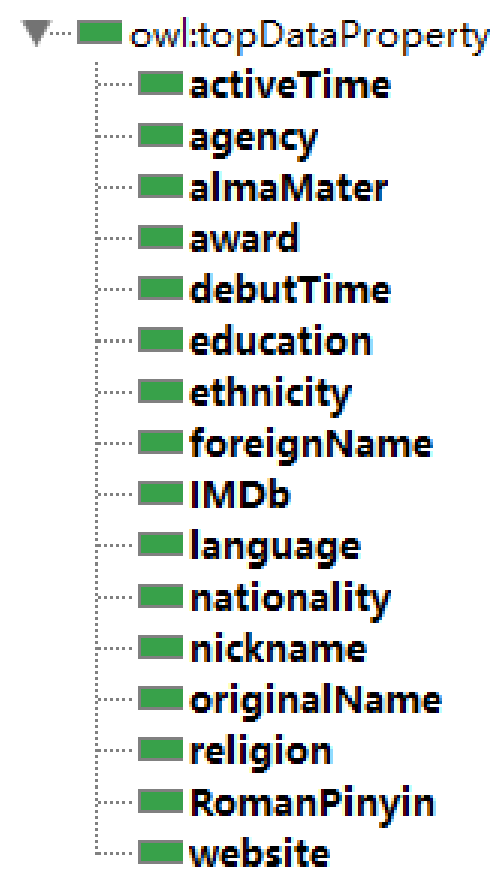 owl:topDataProperty
activeTime
agency
almaMater
award
debutTime
education
ethnicity
foreignName
IMDb
language
nationality
nickname
originalName
religion
RomanPinyin
website